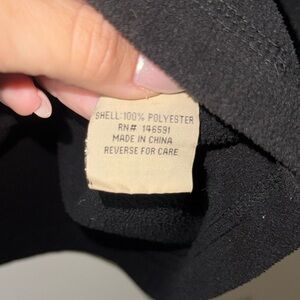 SHELL: 100% POLYESTER
RN# 146591
MADE IN CHINA
REVERSE FOR CARE